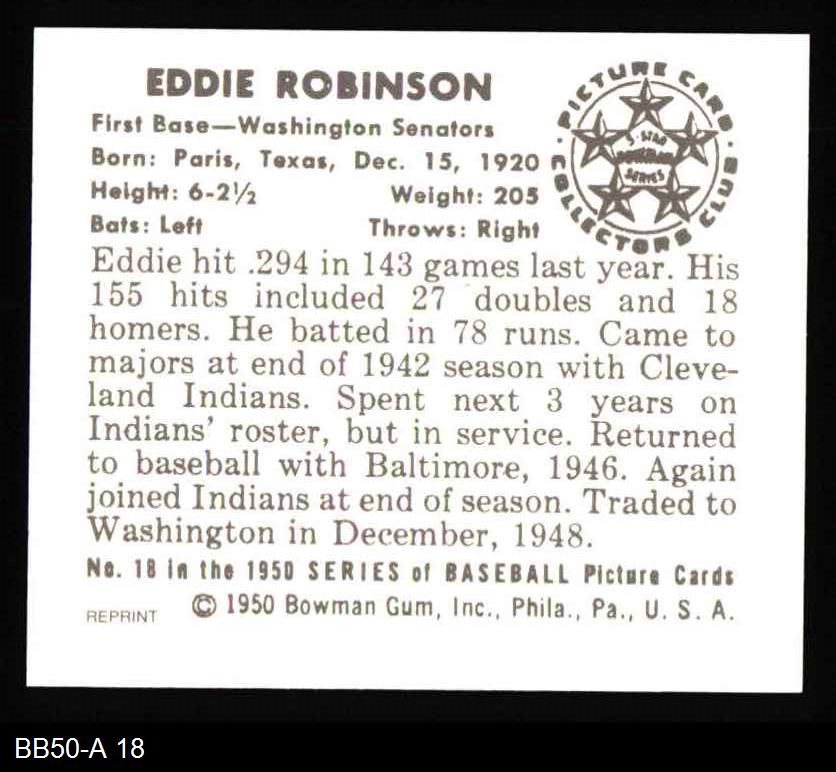 EDDIE ROBINSON
First Base—Washington Senators
Born: Paris, Texas, Dec. 15, 1920
Height: 6-2½ Weight: 205
Bats: Left Throws: Right
PICTURE CARD
COLLECTORS CLUB
5-STAR
BOWMAN
SERIES
Eddie hit .294 in 143 games last year. His
155 hits included 27 doubles and 18
homers. He batted in 78 runs. Came to
majors at end of 1942 season with Cleve-
land Indians. Spent next 3 years on
Indians' roster, but in service. Returned
to baseball with Baltimore, 1946. Again
joined Indians at end of season. Traded to
Washington in December, 1948.
No. 18 in the 1950 SERIES of BASEBALL Picture Cards
REPRINT © 1950 Bowman Gum, Inc., Phila., Pa., U. S. A.
BB50-A 18